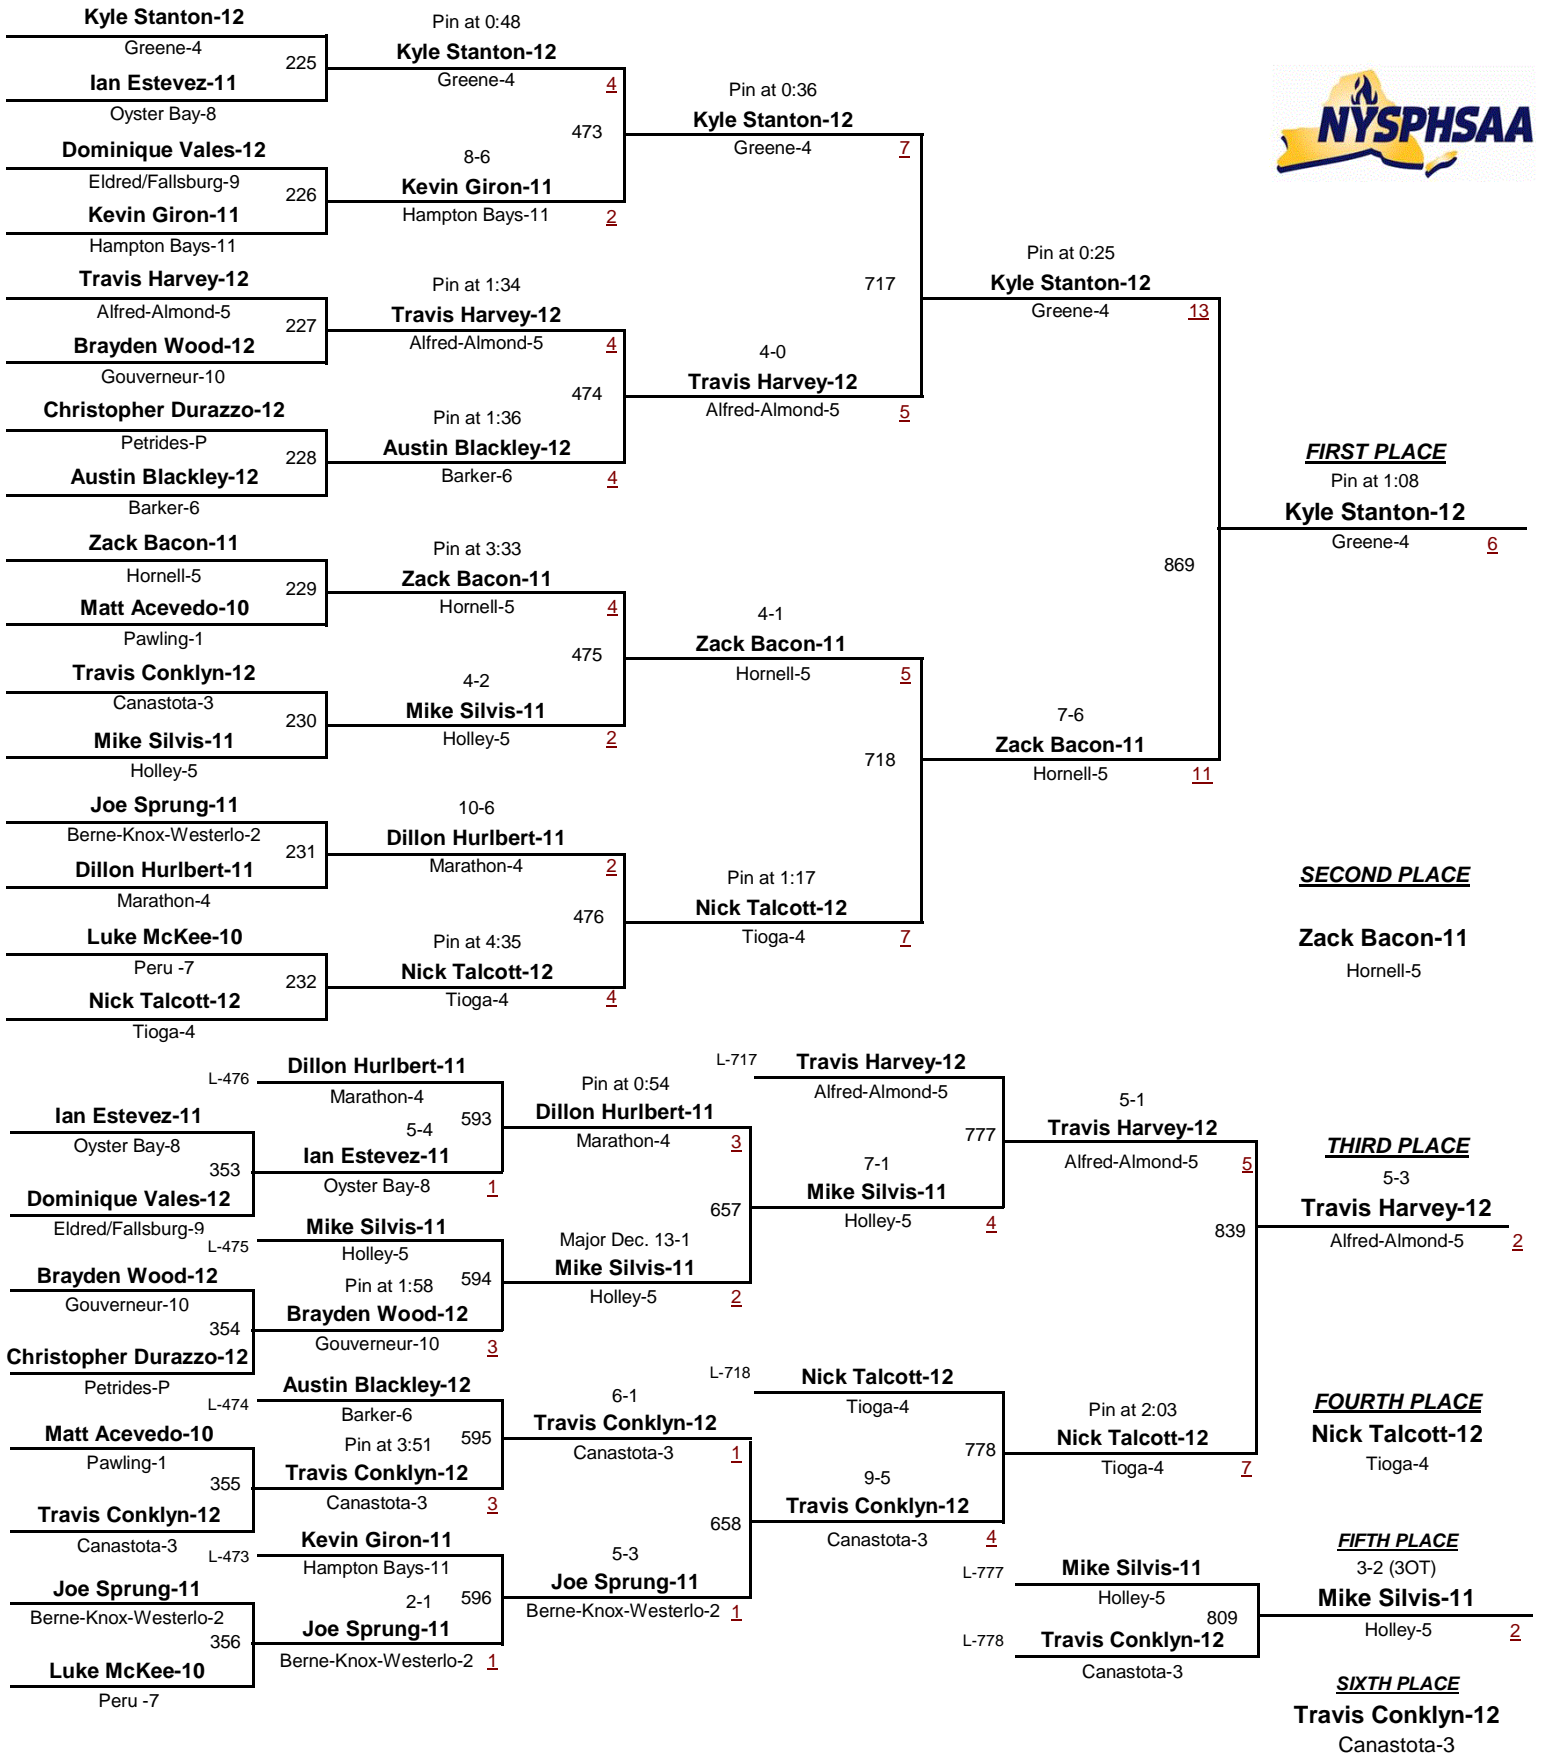 Kyle Stanton-12
Greene-4
225
Ian Estevez-11
Oyster Bay-8
Dominique Vales-12
Eldred/Fallsburg-9
226
Kevin Giron-11
Hampton Bays-11
Travis Harvey-12
Alfred-Almond-5
227
Brayden Wood-12
Gouverneur-10
Christopher Durazzo-12
Petrides-P
228
Austin Blackley-12
Barker-6
Zack Bacon-11
Hornell-5
229
Matt Acevedo-10
Pawling-1
Travis Conklyn-12
Canastota-3
230
Mike Silvis-11
Holley-5
Joe Sprung-11
Berne-Knox-Westerlo-2
231
Dillon Hurlbert-11
Marathon-4
Luke McKee-10
Peru -7
232
Nick Talcott-12
Tioga-4
Pin at 0:48
Kyle Stanton-12
Greene-4
4
473
8-6
Kevin Giron-11
Hampton Bays-11
2
Pin at 1:34
Travis Harvey-12
Alfred-Almond-5
4
474
Pin at 1:36
Austin Blackley-12
Barker-6
4
Pin at 3:33
Zack Bacon-11
Hornell-5
4
475
4-2
Mike Silvis-11
Holley-5
2
10-6
Dillon Hurlbert-11
Marathon-4
2
476
Pin at 4:35
Nick Talcott-12
Tioga-4
4
Pin at 0:36
Kyle Stanton-12
Greene-4
7
717
4-0
Travis Harvey-12
Alfred-Almond-5
5
4-1
Zack Bacon-11
Hornell-5
5
718
Pin at 1:17
Nick Talcott-12
Tioga-4
7
Pin at 0:25
Kyle Stanton-12
Greene-4
13
869
7-6
Zack Bacon-11
Hornell-5
11
NYSPHSAA
FIRST PLACE
Pin at 1:08
Kyle Stanton-12
Greene-4
6
SECOND PLACE
Zack Bacon-11
Hornell-5
L-476
Dillon Hurlbert-11
Marathon-4
593
Ian Estevez-11
Oyster Bay-8
353
Dominique Vales-12
Eldred/Fallsburg-9
5-4
Ian Estevez-11
Oyster Bay-8
1
L-475
Mike Silvis-11
Holley-5
594
Brayden Wood-12
Gouverneur-10
354
Christopher Durazzo-12
Petrides-P
Pin at 1:58
Brayden Wood-12
Gouverneur-10
3
L-474
Austin Blackley-12
Barker-6
595
Matt Acevedo-10
Pawling-1
355
Travis Conklyn-12
Canastota-3
Pin at 3:51
Travis Conklyn-12
Canastota-3
3
L-473
Kevin Giron-11
Hampton Bays-11
596
Joe Sprung-11
Berne-Knox-Westerlo-2
356
Luke McKee-10
Peru -7
2-1
Joe Sprung-11
Berne-Knox-Westerlo-2
1
Pin at 0:54
Dillon Hurlbert-11
Marathon-4
3
657
Major Dec. 13-1
Mike Silvis-11
Holley-5
2
6-1
Travis Conklyn-12
Canastota-3
1
658
5-3
Joe Sprung-11
Berne-Knox-Westerlo-2
1
L-717
Travis Harvey-12
Alfred-Almond-5
777
7-1
Mike Silvis-11
Holley-5
4
L-718
Nick Talcott-12
Tioga-4
778
9-5
Travis Conklyn-12
Canastota-3
4
5-1
Travis Harvey-12
Alfred-Almond-5
5
839
Pin at 2:03
Nick Talcott-12
Tioga-4
7
L-777
Mike Silvis-11
Holley-5
809
L-778
Travis Conklyn-12
Canastota-3
THIRD PLACE
5-3
Travis Harvey-12
Alfred-Almond-5
2
FOURTH PLACE
Nick Talcott-12
Tioga-4
FIFTH PLACE
3-2 (3OT)
Mike Silvis-11
Holley-5
2
SIXTH PLACE
Travis Conklyn-12
Canastota-3